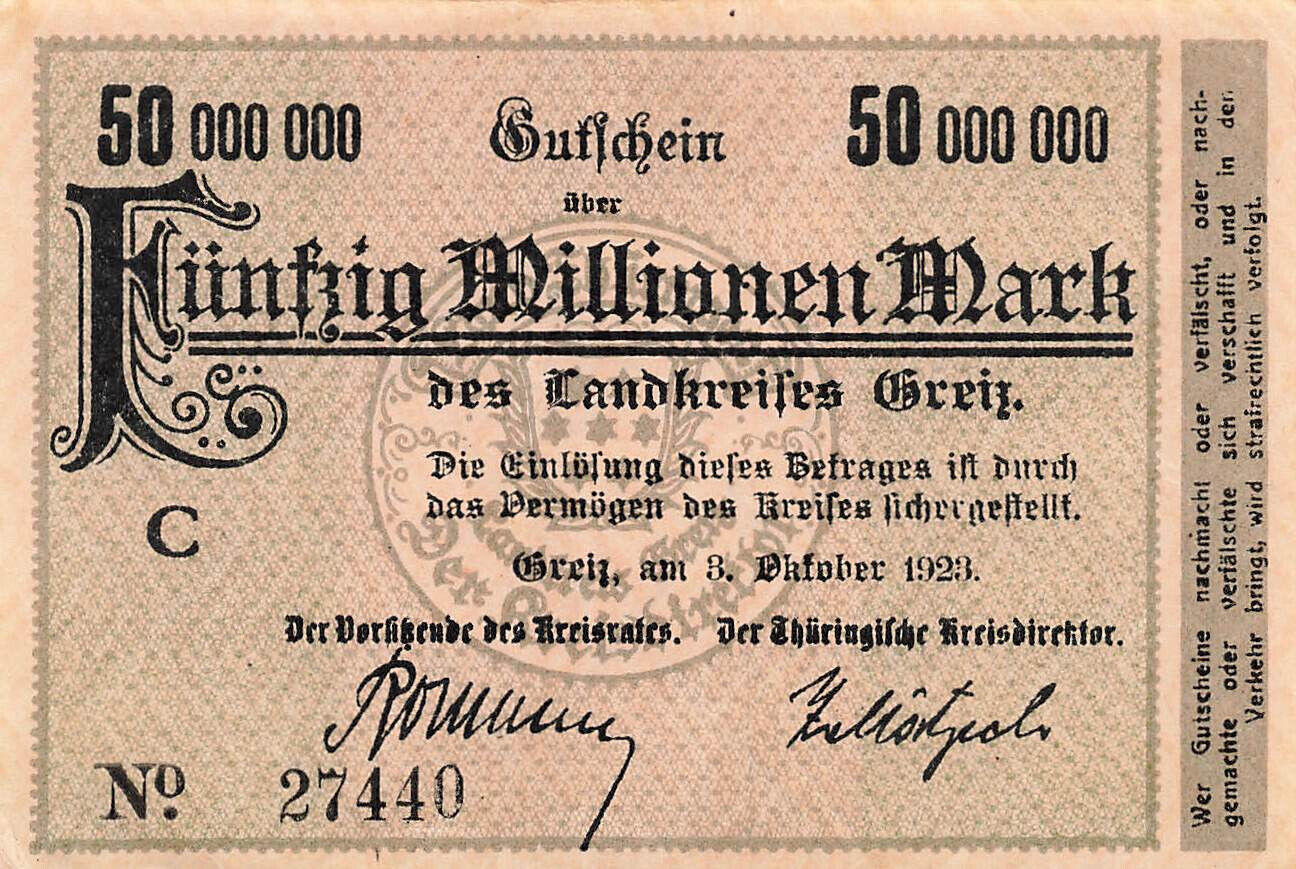 50 000 000 Gutschein 50 000 000
über
Fünfzig Millionen Mark
des Landkreises Greiz.
Die Einlösung dieses Betrages ist durch
das Vermögen des Kreises sichergestellt.
C
Greiz, am 3. Oktober 1923.
Der Vorsitzende des Kreisrates. Der Thüringische Kreisdirektor.
No. 27440
Wer Gutscheine nachmacht oder verfälscht, oder nach-
gemachte oder verfälschte sich verschafft und in den
Verkehr bringt, wird strafrechtlich verfolgt.